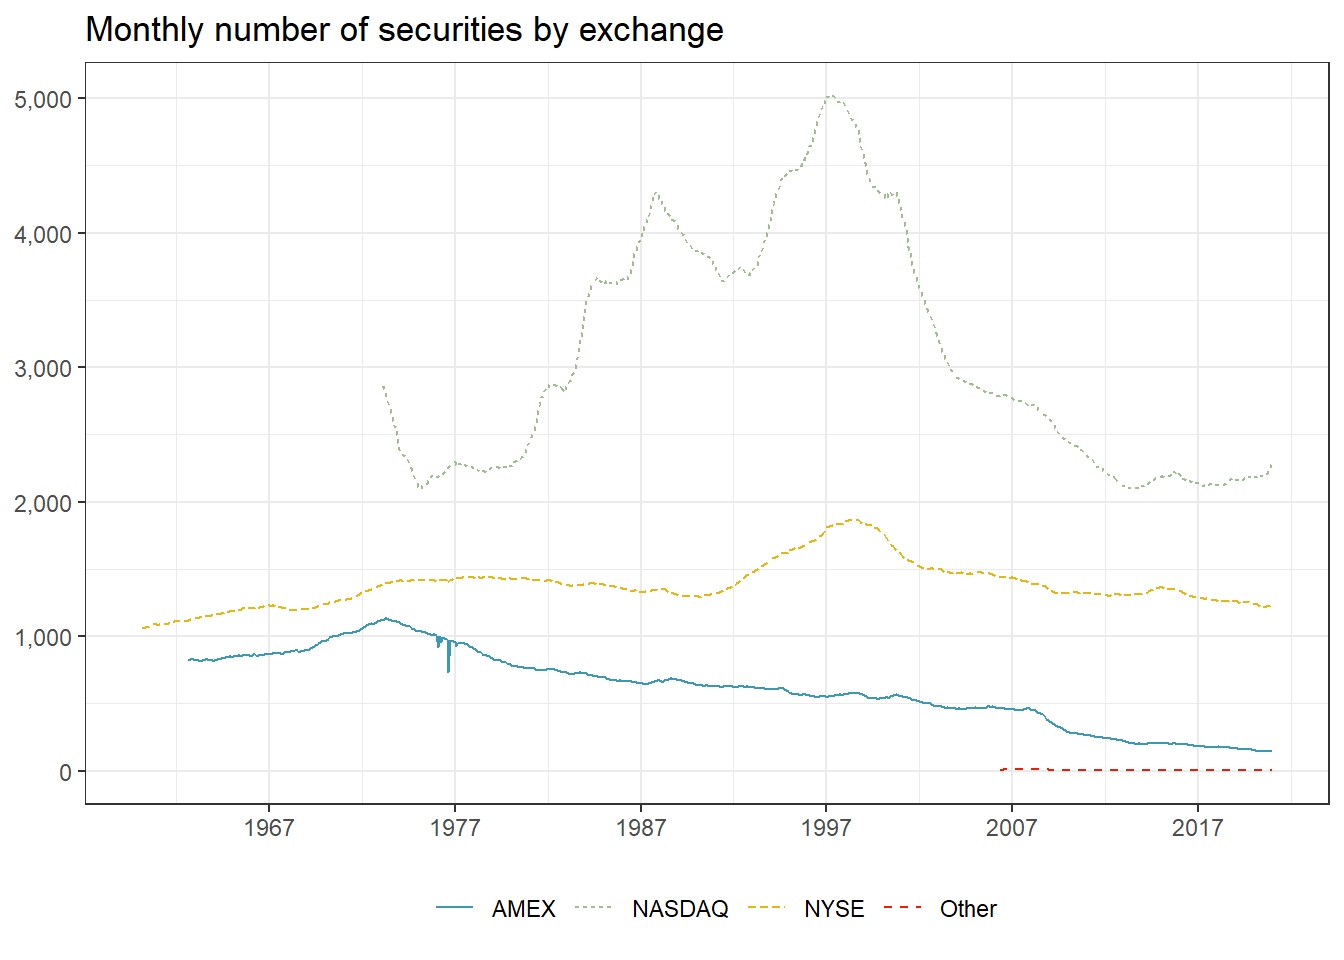 Monthly number of securities by exchange
5,000
4,000
3,000
2,000
1,000
0
1967 1977 1987 1997 2007 2017
AMEX NASDAQ NYSE Other